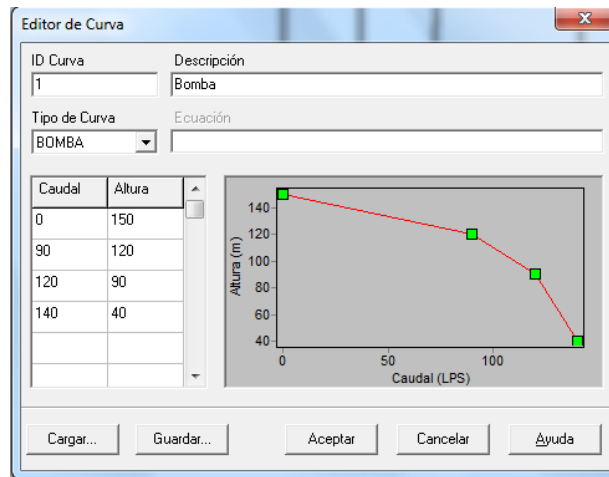 Editor de Curva
ID Curva Descripción
1 Bomba
Tipo de Curva Ecuación
BOMBA
Caudal Altura
0 150
90 120
120 90
140 40
Altura (m)
140
120
100
80
60
40
0 50 100
Caudal (LPS)
Cargar... Guardar... Aceptar Cancelar Ayuda